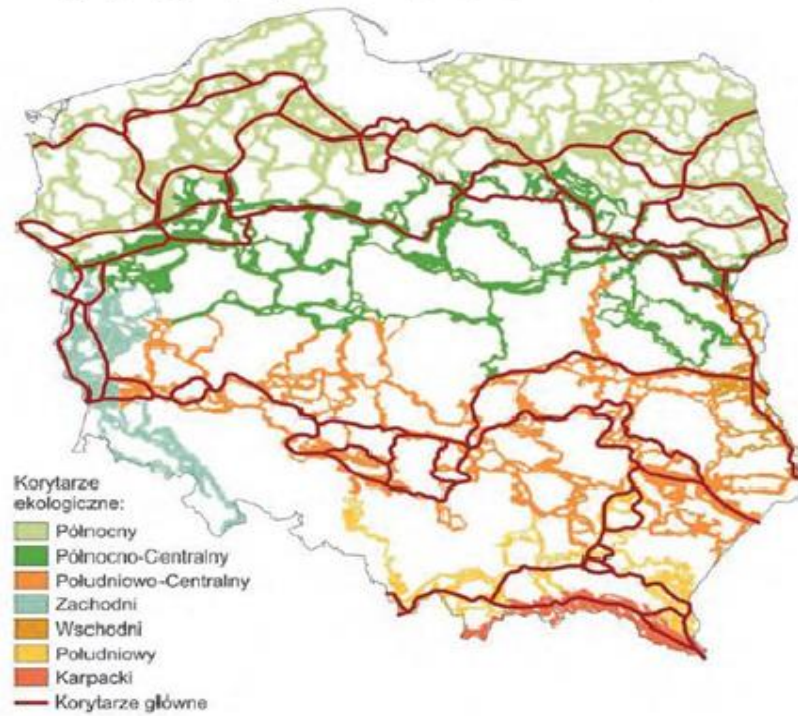 Korytarze
ekologiczne:
Północny
Północno-Centralny
Południowo-Centralny
Zachodni
Wschodni
Południowy
Karpacki
Korytarze główne